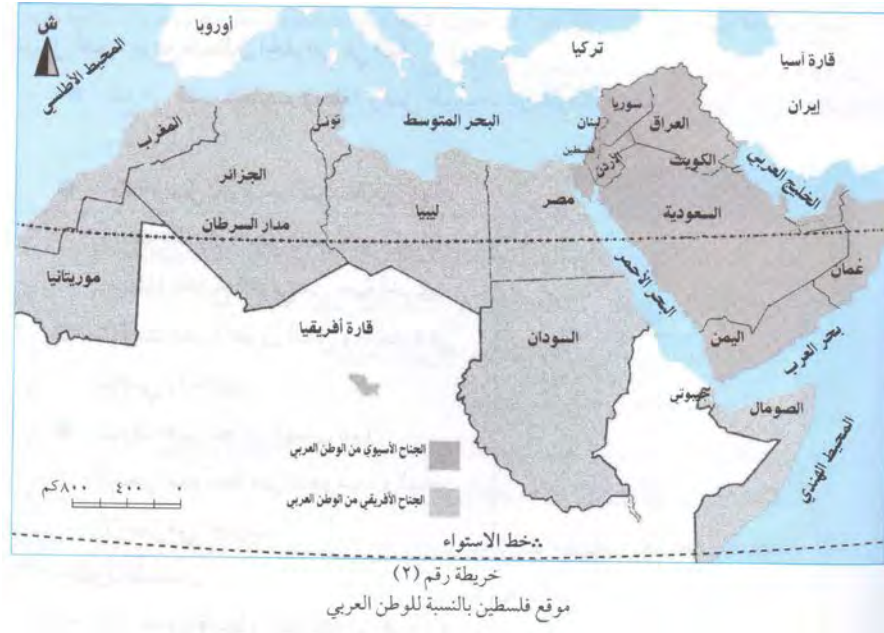 أوروبا
ش
تركيا
قارة آسيا
المحيط الأطلسي
إيران
سوريا
المغرب
تونس
البحر المتوسط
لبنان
العراق
فلسطين
الأردن
الكويت
الجزائر
الخليج العربي
مصر
ليبيا
السعودية
مدار السرطان
موريتانيا
عُمان
البحر الأحمر
قارة أفريقيا
السودان
اليمن
بحر العرب
جيبوتي
الصومال
الجناح الآسيوي من الوطن العربي
المحيط الهندي
الجناح الأفريقي من الوطن العربي
٠ ٤٠٠ ٨٠٠كم
خط الاستواء
خريطة رقم (٢)
موقع فلسطين بالنسبة للوطن العربي